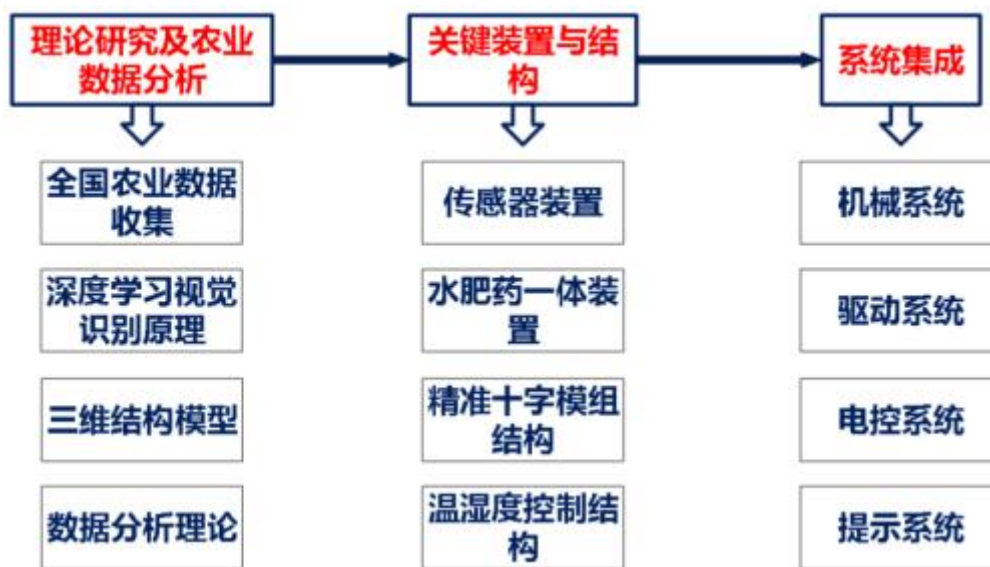 理论研究及农业
数据分析
关键装置与结
构
系统集成
全国农业数据
收集
传感器装置
机械系统
深度学习视觉
识别原理
水肥药一体装
置
驱动系统
三维结构模型
精准十字模组
结构
电控系统
数据分析理论
温湿度控制结
构
提示系统